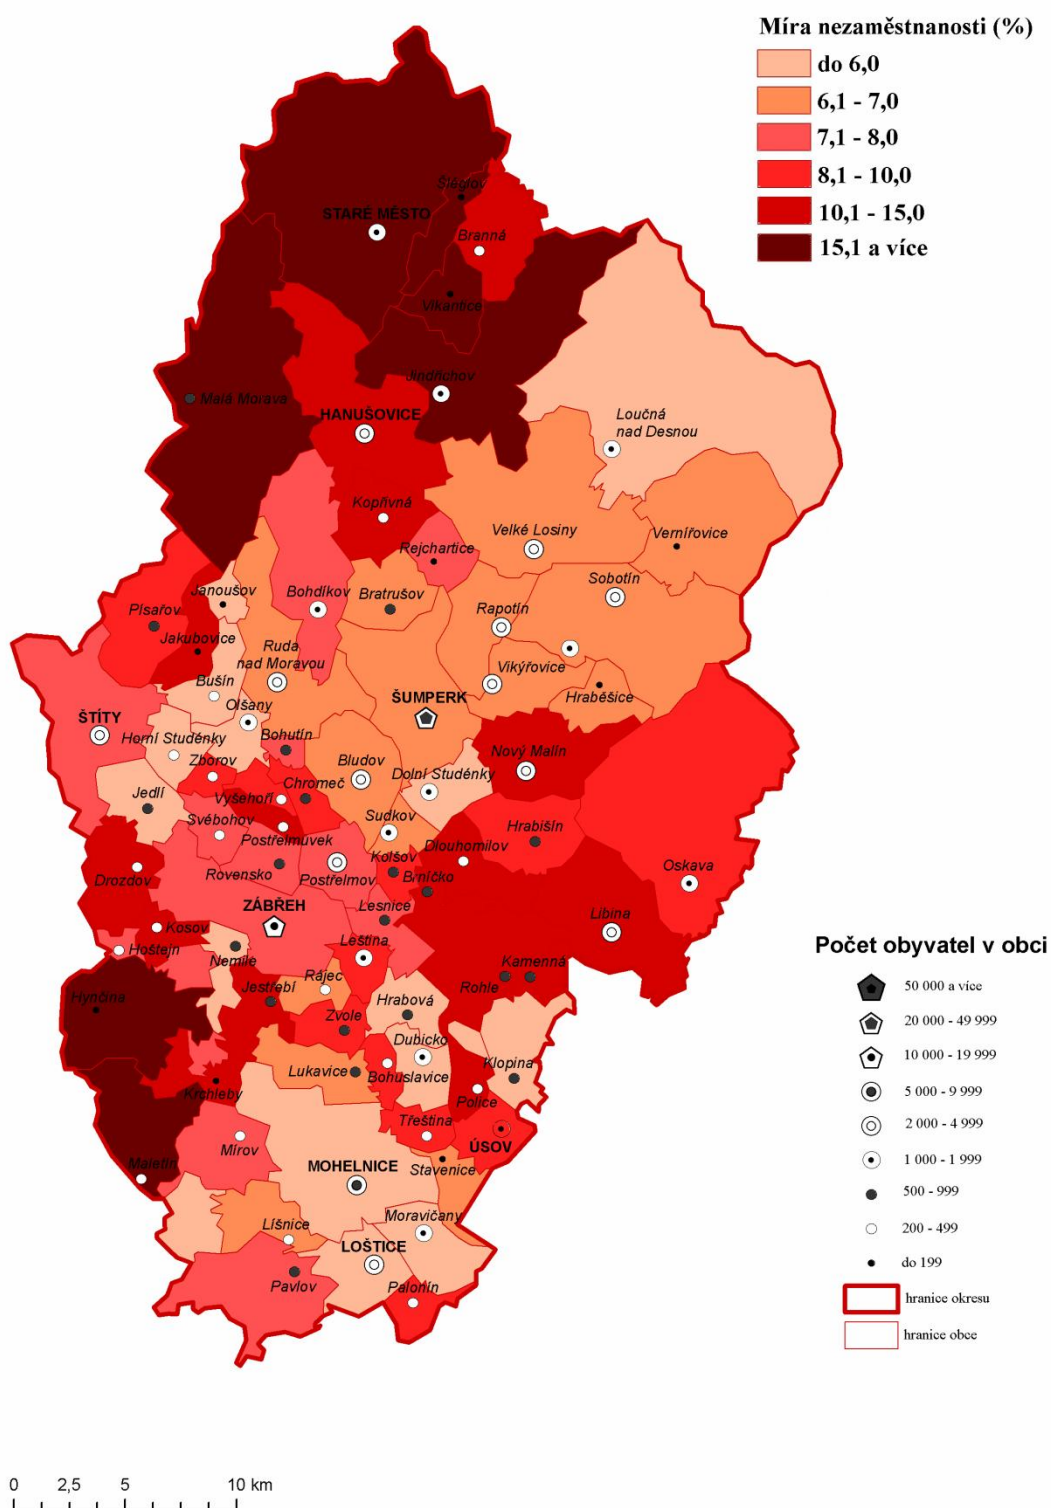 Míra nezaměstnanosti (%)
do 6,0
6,1 - 7,0
7,1 - 8,0
8,1 - 10,0
10,1 - 15,0
15,1 a více
Šléglov
STARÉ MĚSTO
Branná
Vikantice
Jindřichov
Malá Morava
HANUŠOVICE
Loučná
nad Desnou
Kopřivná
Velké Losiny
Vernířovice
Rejchartice
Sobotín
Janoušov
Bohdíkov
Bratrušov
Písařov
Rapotín
Jakubovice
Ruda
nad Moravou
Vikýřovice
Bušín
Hraběšice
ŠUMPERK
Olšany
ŠTÍTY
Horní Studénky
Bohutín
Nový Malín
Zborov
Bludov
Dolní Studénky
Jedlí
Chromeč
Vyšehoří
Svébohov
Sudkov
Hrabišín
Postřelmůvek
Dlouhomilov
Kolšov
Oskava
Drozdov
Rovensko
Postřelmov
Brníčko
ZÁBŘEH
Lesnice
Libina
Kosov
Leština
Hoštejn
Nemile
Kamenná
Rájec
Jestřebí
Rohle
Hynčina
Hrabová
Zvole
Dubicko
Lukavice
Bohuslavice
Klopina
Krchleby
Police
Třeština
Mírov
ÚSOV
Maletín
MOHELNICE
Stavenice
Moravičany
Líšnice
LOŠTICE
Pavlov
Palonín
Počet obyvatel v obci
50 000 a více
20 000 - 49 999
10 000 - 19 999
5 000 - 9 999
2 000 - 4 999
1 000 - 1 999
500 - 999
200 - 499
do 199
hranice okresu
hranice obce
0 2,5 5 10 km